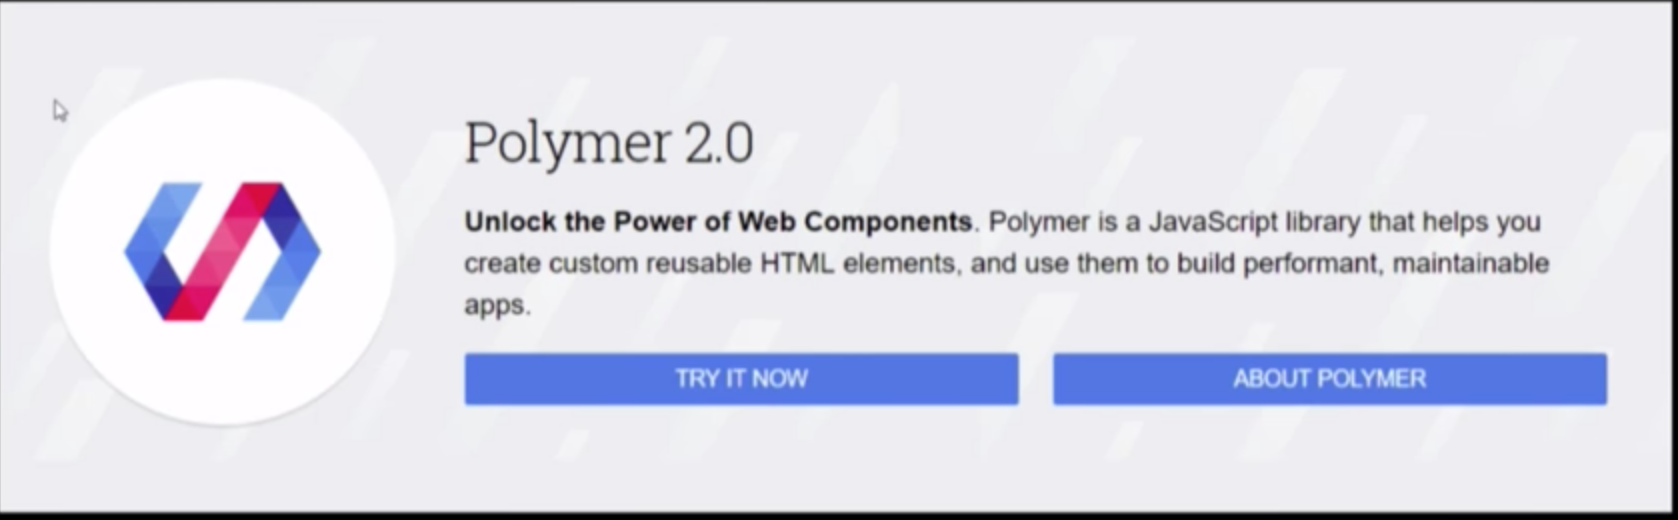 Polymer 2.0
Unlock the Power of Web Components. Polymer is a JavaScript library that helps you
create custom reusable HTML elements, and use them to build performant, maintainable
apps.
TRY IT NOW
ABOUT POLYMER